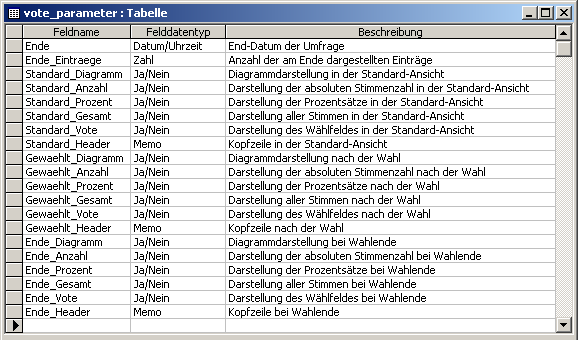 vote_parameter : Tabelle
Feldname Felddatentyp Beschreibung
Ende Datum/Uhrzeit End-Datum der Umfrage
Ende_Eintraege Zahl Anzahl der am Ende dargestellten Einträge
Standard_Diagramm Ja/Nein Diagrammdarstellung in der Standard-Ansicht
Standard_Anzahl Ja/Nein Darstellung der absoluten Stimmenzahl in der Standard-Ansicht
Standard_Prozent Ja/Nein Darstellung der Prozentsätze in der Standard-Ansicht
Standard_Gesamt Ja/Nein Darstellung aller Stimmen in der Standard-Ansicht
Standard_Vote Ja/Nein Darstellung des Wählfeldes in der Standard-Ansicht
Standard_Header Memo Kopfzeile in der Standard-Ansicht
Gewaehlt_Diagramm Ja/Nein Diagrammdarstellung nach der Wahl
Gewaehlt_Anzahl Ja/Nein Darstellung der absoluten Stimmenzahl nach der Wahl
Gewaehlt_Prozent Ja/Nein Darstellung der Prozentsätze nach der Wahl
Gewaehlt_Gesamt Ja/Nein Darstellung aller Stimmen nach der Wahl
Gewaehlt_Vote Ja/Nein Darstellung des Wählfeldes nach der Wahl
Gewaehlt_Header Memo Kopfzeile nach der Wahl
Ende_Diagramm Ja/Nein Diagrammdarstellung bei Wahlende
Ende_Anzahl Ja/Nein Darstellung der absoluten Stimmenzahl bei Wahlende
Ende_Prozent Ja/Nein Darstellung der Prozentsätze bei Wahlende
Ende_Gesamt Ja/Nein Darstellung aller Stimmen bei Wahlende
Ende_Vote Ja/Nein Darstellung des Wählfeldes bei Wahlende
Ende_Header Memo Kopfzeile bei Wahlende